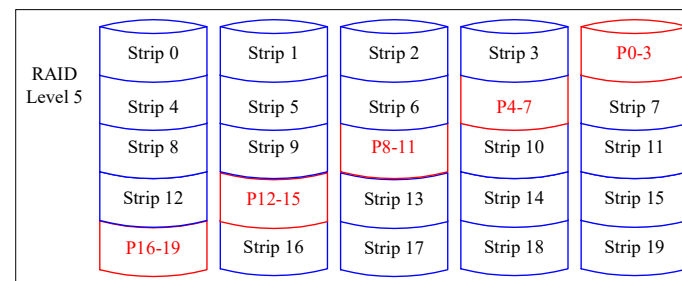 Strip 0 Strip 1 Strip 2 Strip 3 P0-3
RAID
Level 5
Strip 4 Strip 5 Strip 6 P4-7 Strip 7
Strip 8 Strip 9 P8-11 Strip 10 Strip 11
Strip 12 P12-15 Strip 13 Strip 14 Strip 15
P16-19 Strip 16 Strip 17 Strip 18 Strip 19